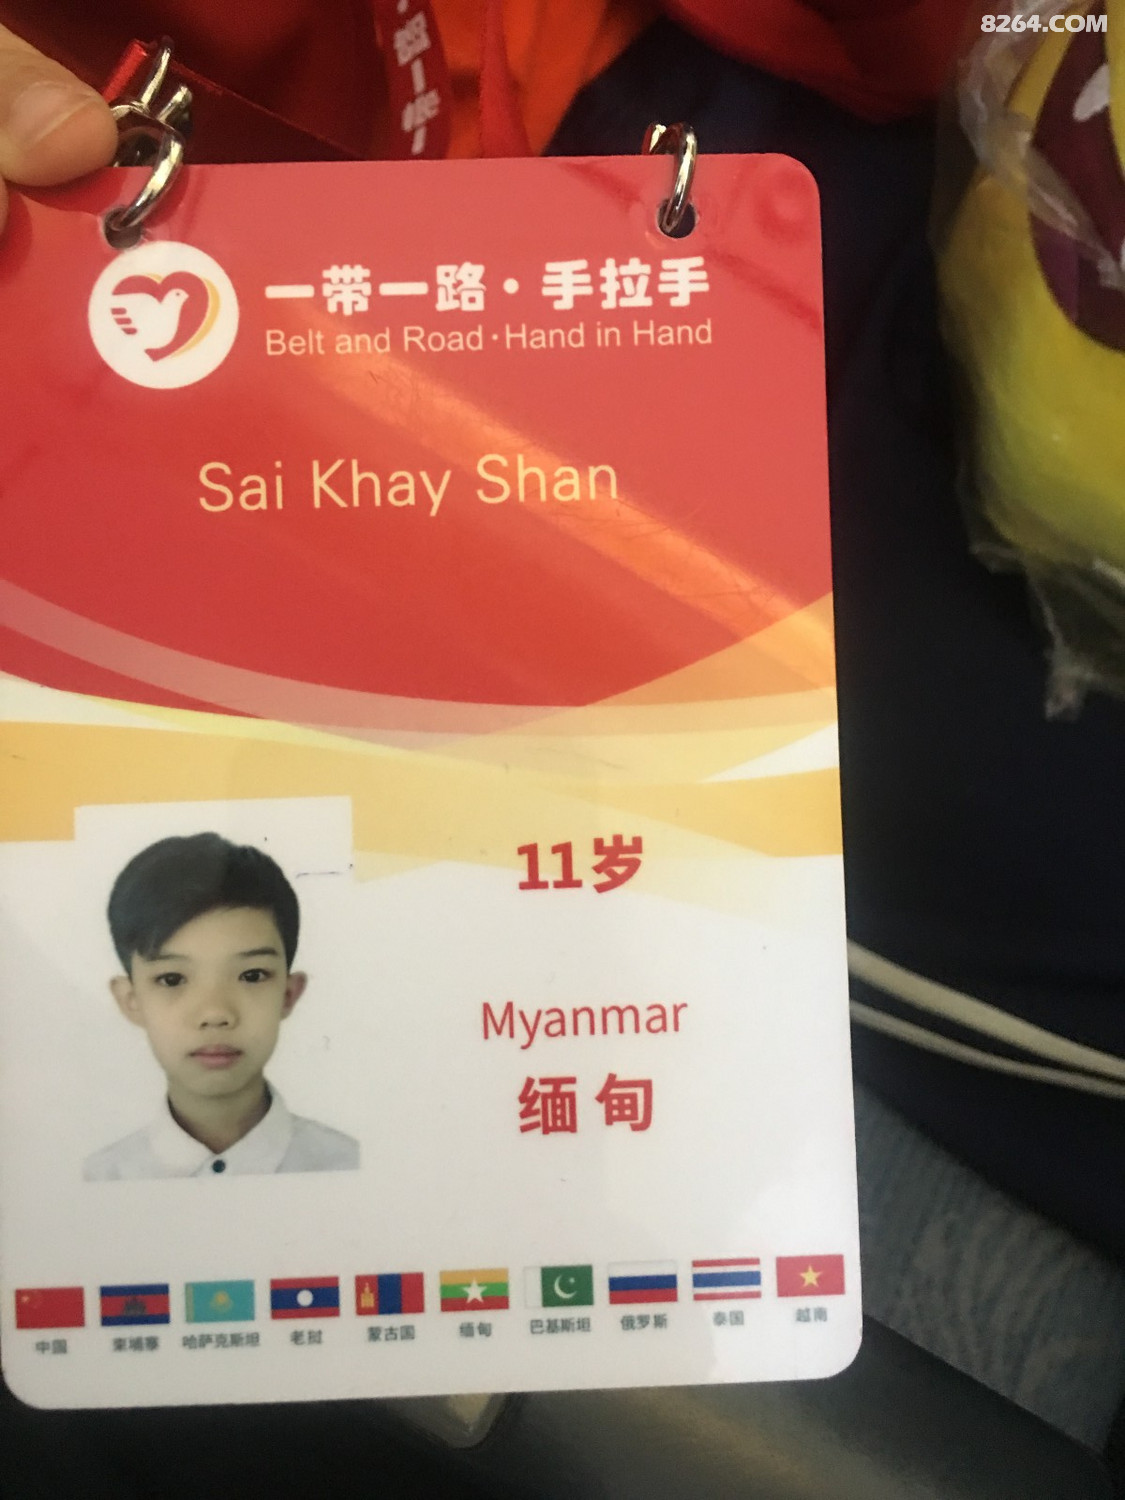 8264.COM
一带一路·手拉手
Belt and Road·Hand in Hand
Sai Khay Shan
11岁
Myanmar
缅甸
中国 柬埔寨 哈萨克斯坦 老挝 蒙古国 缅甸 巴基斯坦 俄罗斯 泰国 越南